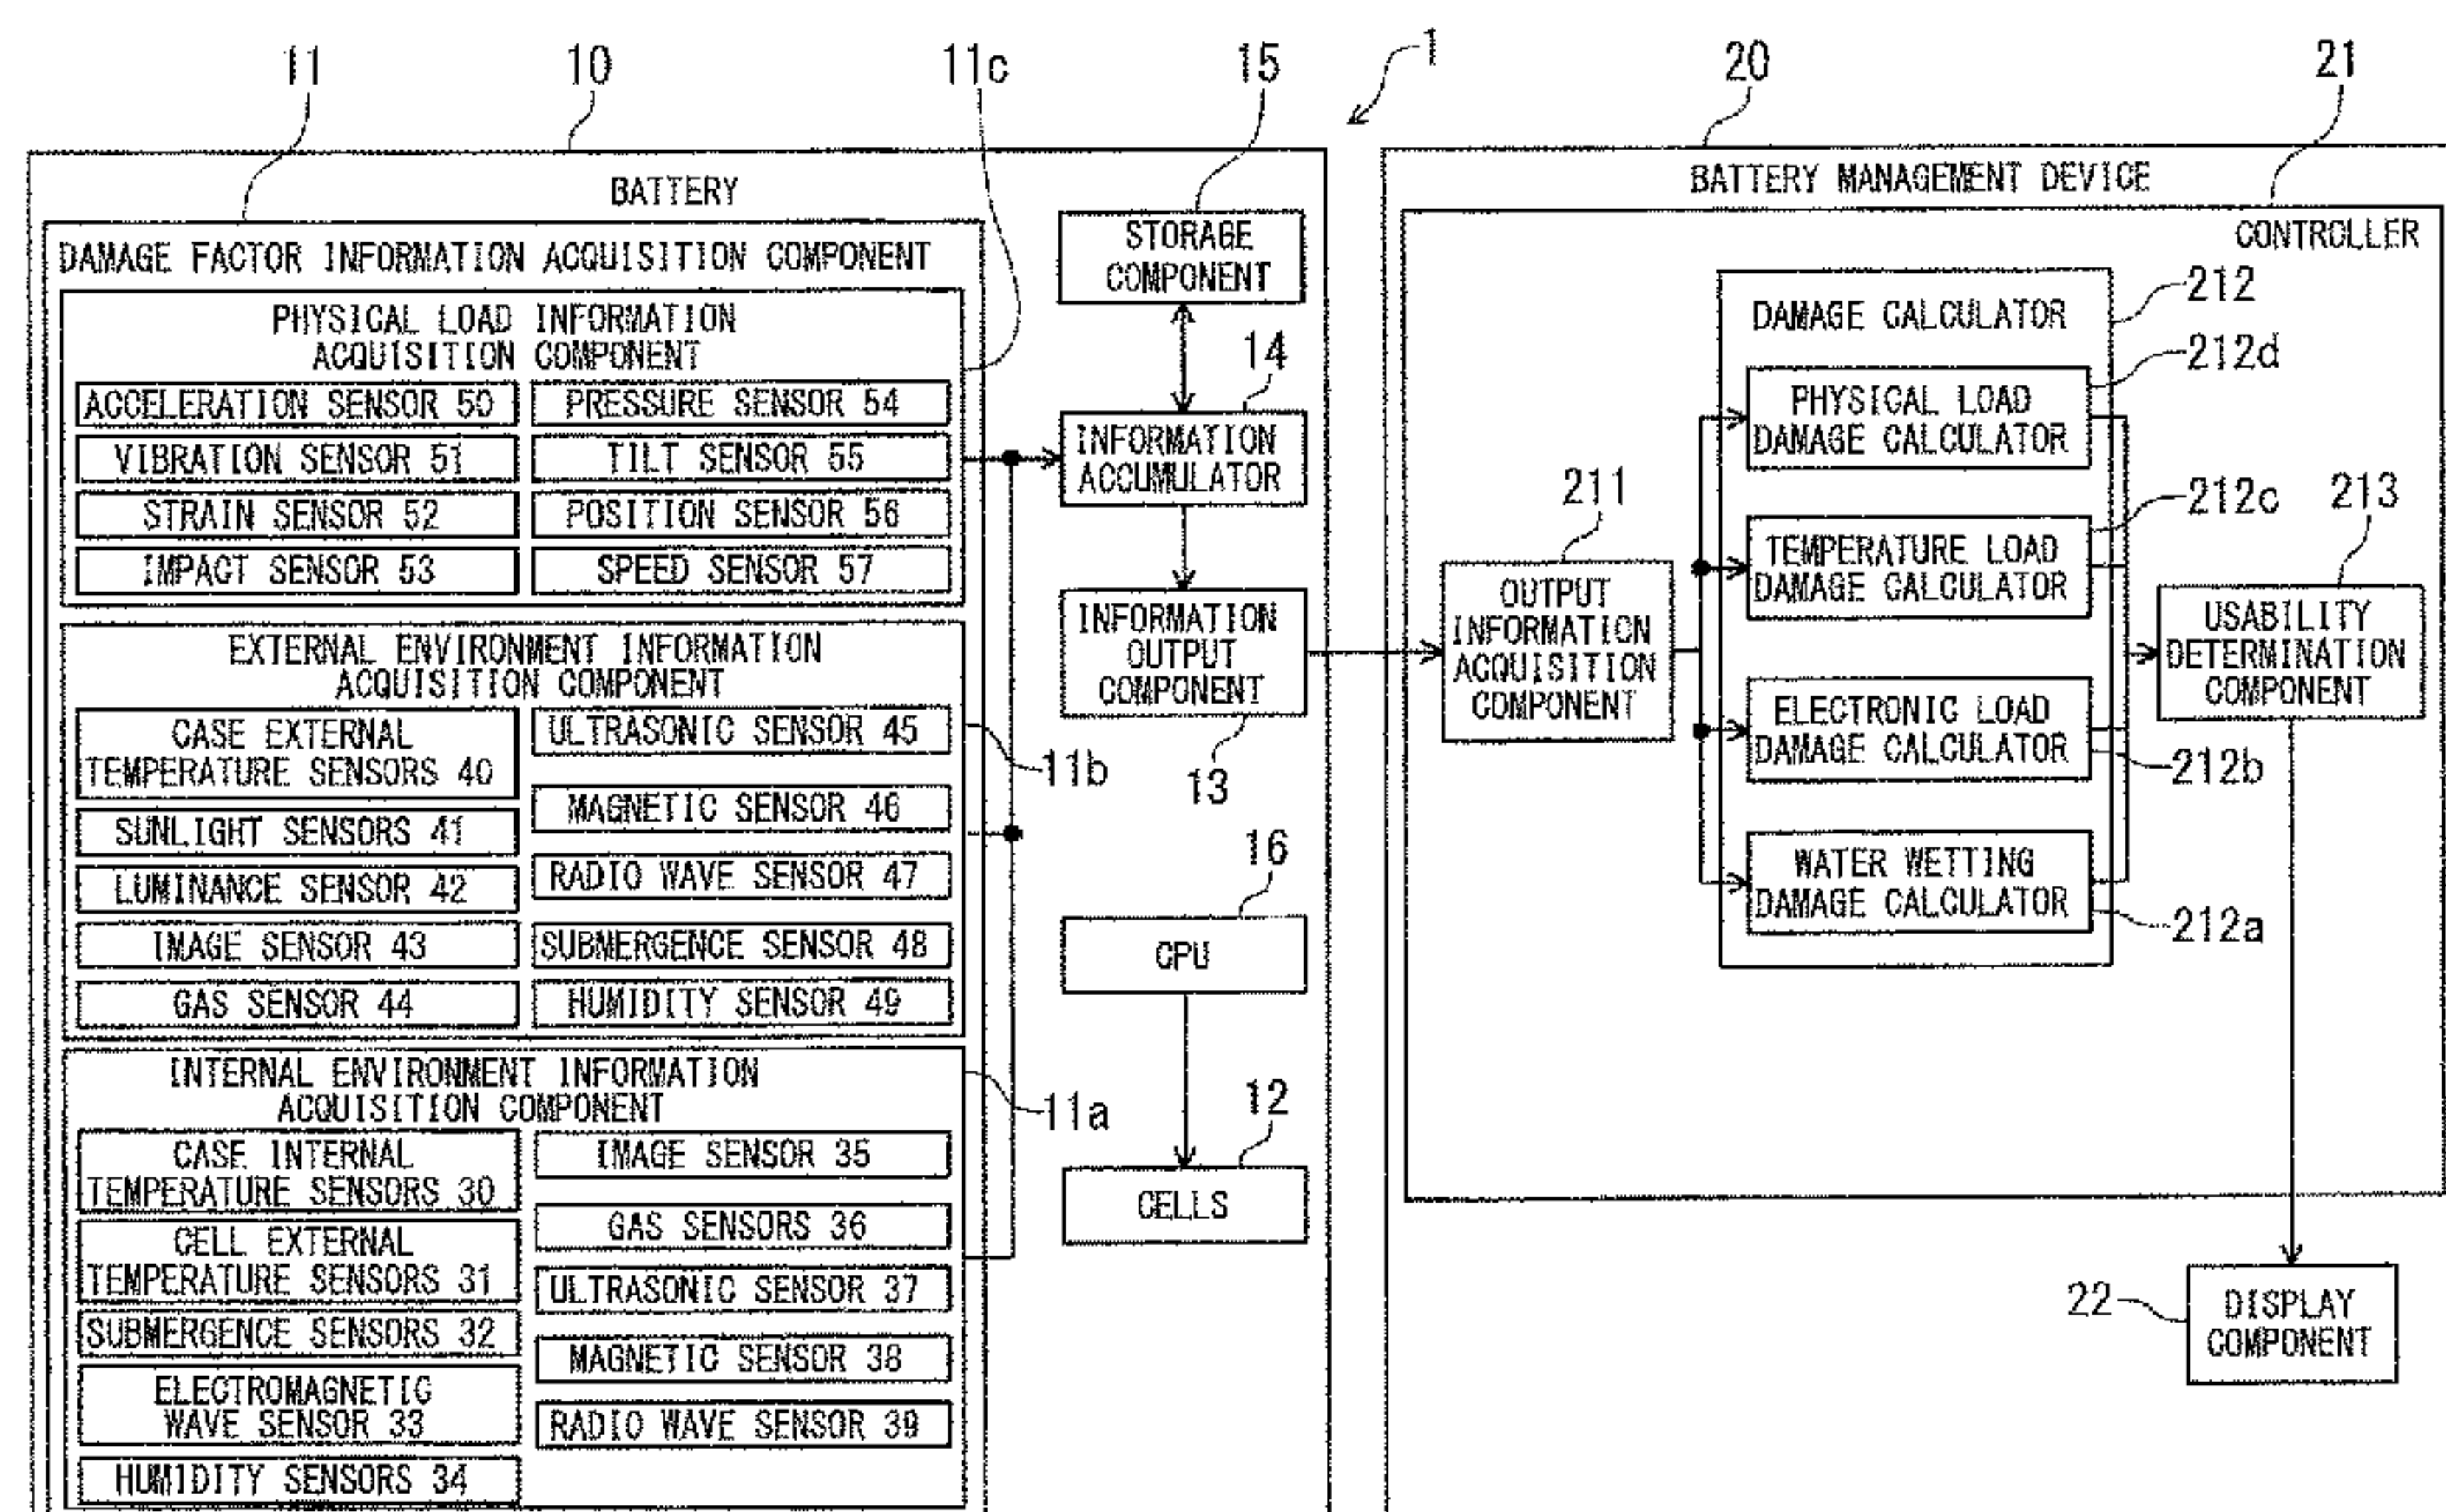 11
10
11c
15
1
20
21
BATTERY
DAMAGE FACTOR INFORMATION ACQUISITION COMPONENT
PHYSICAL LOAD INFORMATION
ACQUISITION COMPONENT
ACCELERATION SENSOR 50
VIBRATION SENSOR 51
STRAIN SENSOR 52
IMPACT SENSOR 53
PRESSURE SENSOR 54
TILT SENSOR 55
POSITION SENSOR 56
SPEED SENSOR 57
EXTERNAL ENVIRONMENT INFORMATION
ACQUISITION COMPONENT
CASE EXTERNAL
TEMPERATURE SENSORS 40
SUNLIGHT SENSORS 41
LUMINANCE SENSOR 42
IMAGE SENSOR 43
GAS SENSOR 44
ULTRASONIC SENSOR 45
MAGNETIC SENSOR 46
RADIO WAVE SENSOR 47
SUBMERGENCE SENSOR 48
HUMIDITY SENSOR 49
11b
INTERNAL ENVIRONMENT INFORMATION
ACQUISITION COMPONENT
CASE INTERNAL
TEMPERATURE SENSORS 30
CELL EXTERNAL
TEMPERATURE SENSORS 31
SUBMERGENCE SENSORS 32
ELECTROMAGNETIC
WAVE SENSOR 33
HUMIDITY SENSORS 34
IMAGE SENSOR 35
GAS SENSORS 36
ULTRASONIC SENSOR 37
MAGNETIC SENSOR 38
RADIO WAVE SENSOR 39
11a
STORAGE
COMPONENT
14
INFORMATION
ACCUMULATOR
INFORMATION
OUTPUT
COMPONENT
13
16
CPU
12
CELLS
BATTERY MANAGEMENT DEVICE
CONTROLLER
211
OUTPUT
INFORMATION
ACQUISITION
COMPONENT
DAMAGE CALCULATOR
212
PHYSICAL LOAD
DAMAGE CALCULATOR
212d
TEMPERATURE LOAD
DAMAGE CALCULATOR
212c
ELECTRONIC LOAD
DAMAGE CALCULATOR
212b
WATER WETTING
DAMAGE CALCULATOR
212a
213
USABILITY
DETERMINATION
COMPONENT
22
DISPLAY
COMPONENT